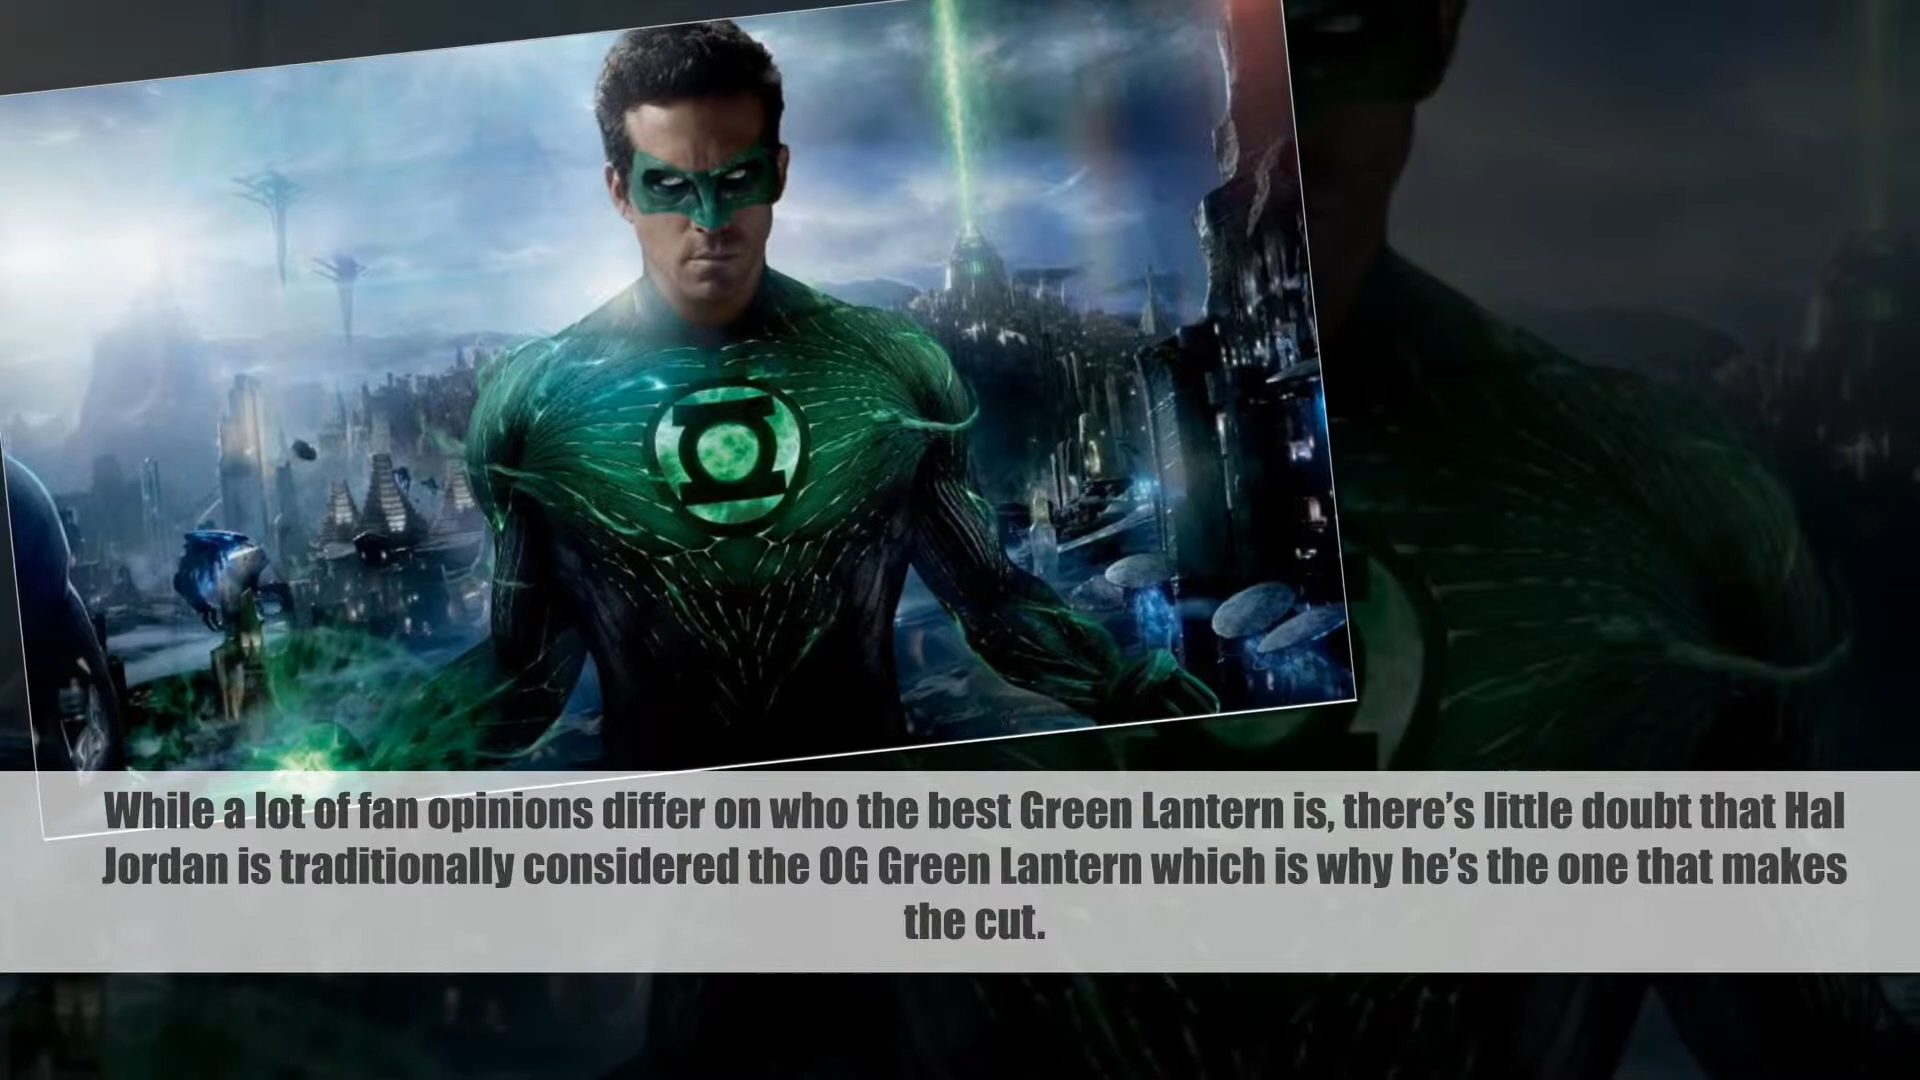 While a lot of fan opinions differ on who the best Green Lantern is, there’s little doubt that Hal
Jordan is traditionally considered the OG Green Lantern which is why he’s the one that makes
the cut.